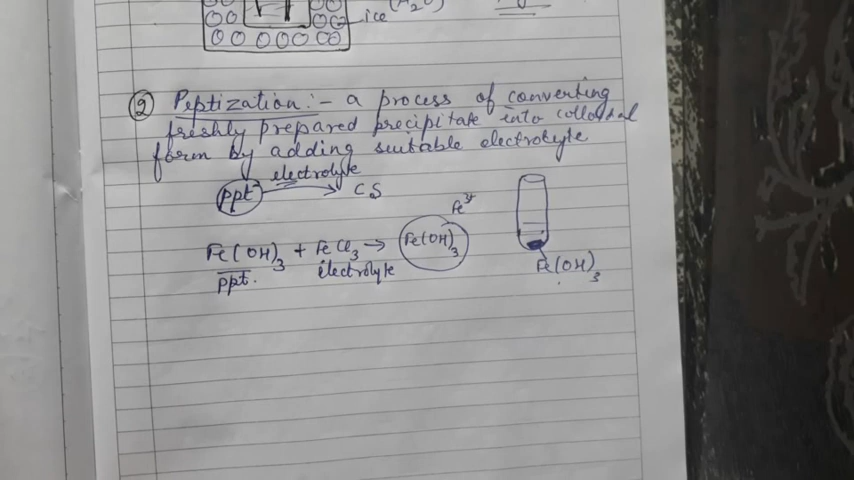 ice (H2O)
② Peptization :- a process of converting
freshly prepared precipitate into colloidal
form by adding suitable electrolyte
electrolyte
ppt → CS
Fe3+
Fe(OH)3 + FeCl3 → Fe(OH)3
ppt. electrolyte
Fe(OH)3